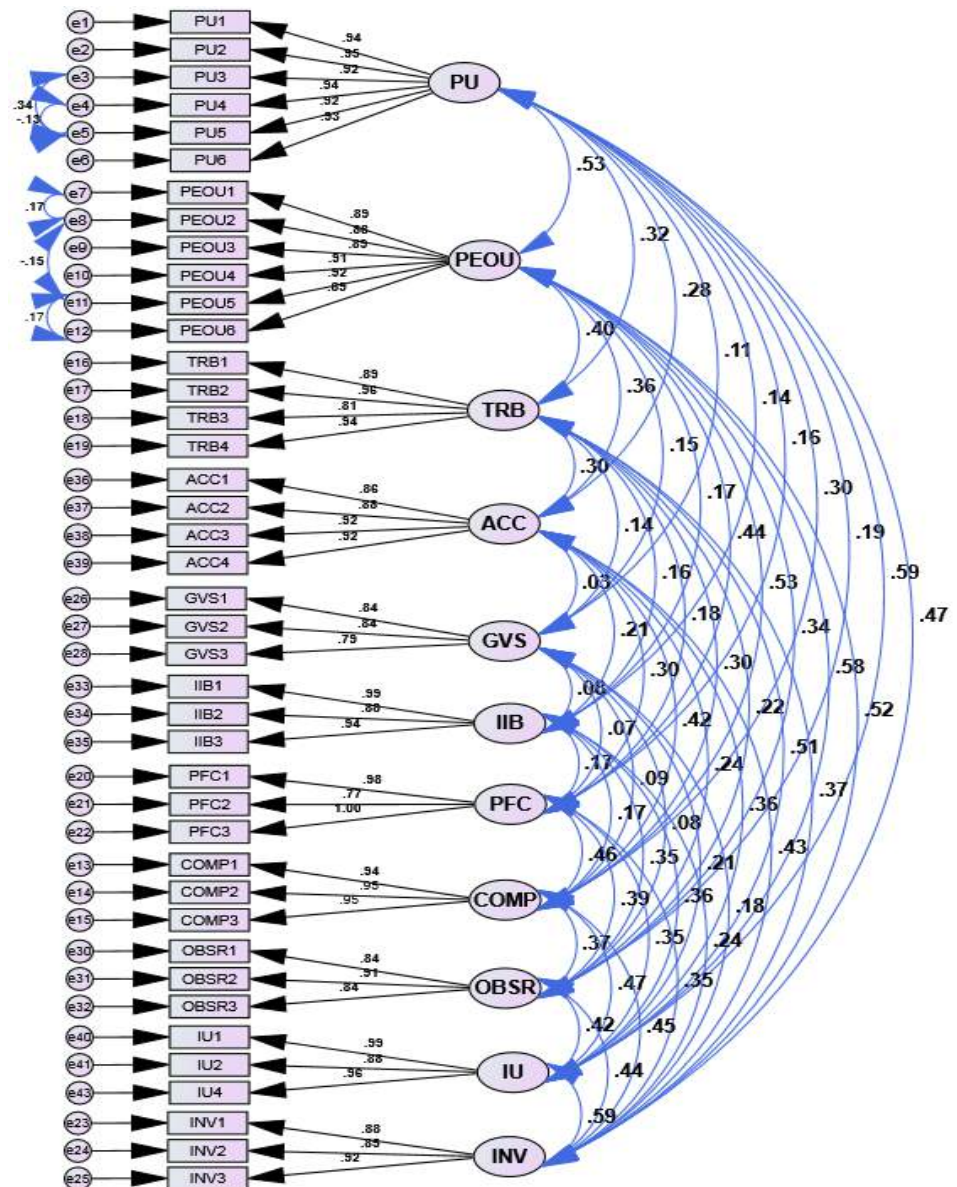 e1 PU1 .94
e2 PU2 .95
e3 PU3 .92
e4 PU4 .94
e5 PU5 .92
e6 PU6 .93
.34
-.13
PU
e7 PEOU1 .89
e8 PEOU2 .88
e9 PEOU3 .89
e10 PEOU4 .91
e11 PEOU5 .92
e12 PEOU6
.17
-.15
.17
PEOU
e16 TRB1 .89
e17 TRB2 .96
e18 TRB3 .81
e19 TRB4 .94
TRB
e36 ACC1 .86
e37 ACC2 .88
e38 ACC3 .92
e39 ACC4 .92
ACC
e26 GVS1 .84
e27 GVS2 .84
e28 GVS3 .79
GVS
e33 IIB1 .99
e34 IIB2 .88
e35 IIB3 .94
IIB
e20 PFC1 .98
e21 PFC2 .77
e22 PFC3 1.00
PFC
e13 COMP1 .94
e14 COMP2 .95
e15 COMP3 .95
COMP
e30 OBSR1 .84
e31 OBSR2 .91
e32 OBSR3 .84
OBSR
e40 IU1 .99
e41 IU2 .88
e43 IU4 .96
IU
e23 INV1 .88
e24 INV2
e25 INV3 .92
INV
.53
.32
.28
.11
.14
.16
.30
.19
.59
.47
.40
.36
.15
.17
.44
.53
.34
.58
.52
.30
.14
.16
.18
.30
.22
.51
.37
.03
.21
.30
.42
.24
.36
.43
.08
.07
.09
.08
.21
.18
.17
.17
.35
.36
.24
.46
.39
.35
.35
.37
.47
.45
.42
.44
.59